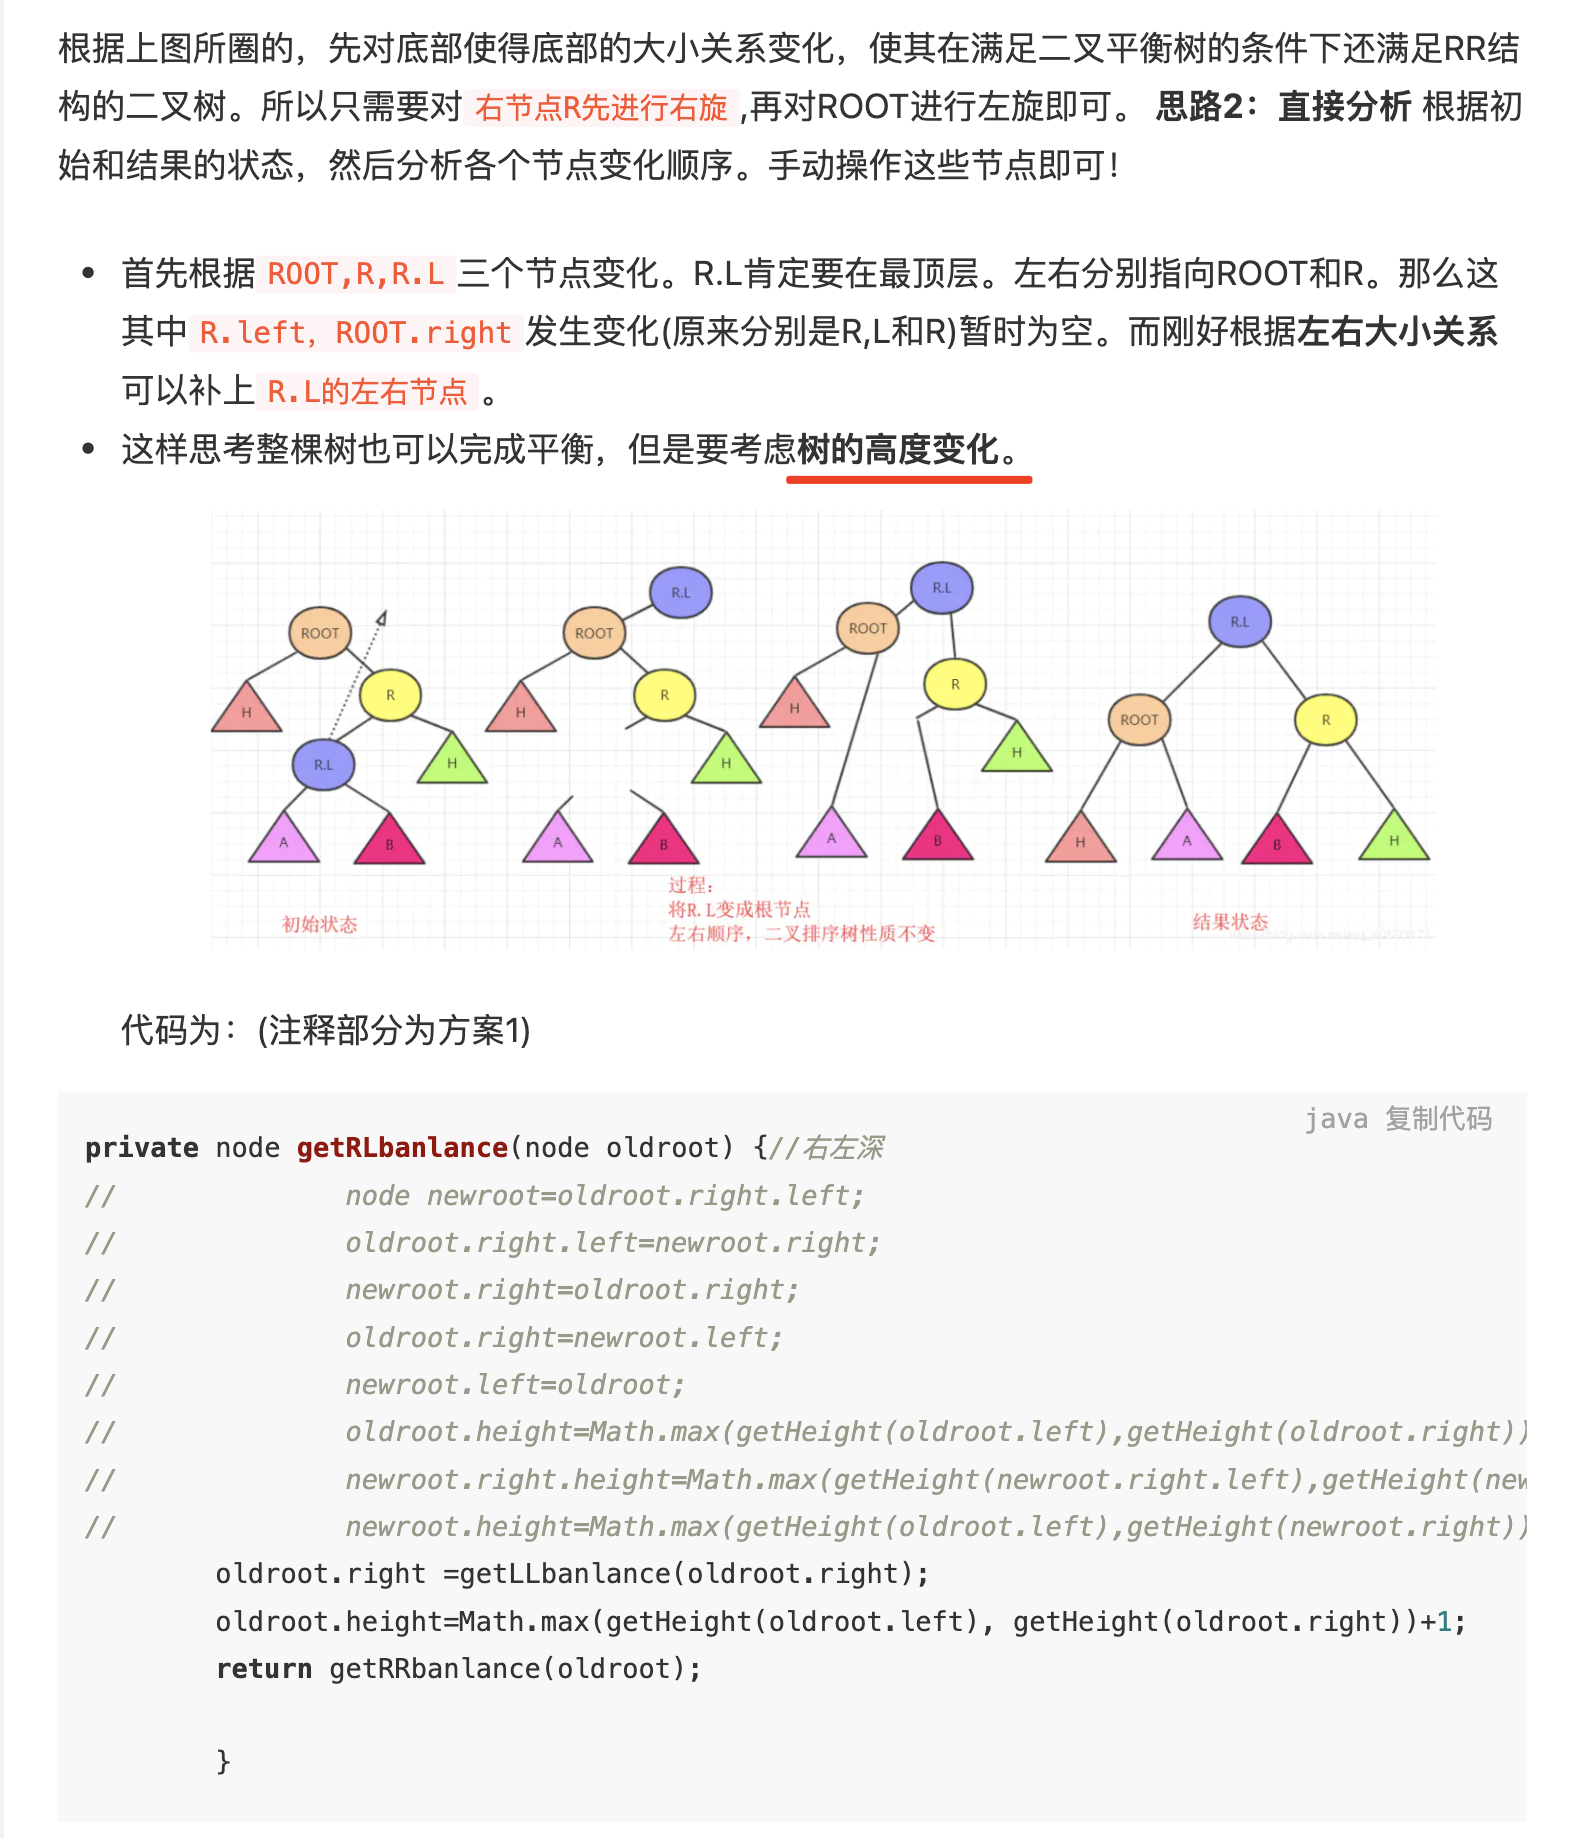 根据上图所圈的，先对底部使得底部的大小关系变化，使其在满足二叉平衡树的条件下还满足RR结
构的二叉树。所以只需要对 右节点R先进行右旋 ,再对ROOT进行左旋即可。 思路2：直接分析 根据初
始和结果的状态，然后分析各个节点变化顺序。手动操作这些节点即可！
• 首先根据 ROOT,R,R.L 三个节点变化。R.L肯定要在最顶层。左右分别指向ROOT和R。那么这
其中 R.left，ROOT.right 发生变化(原来分别是R,L和R)暂时为空。而刚好根据左右大小关系
可以补上 R.L的左右节点 。
• 这样思考整棵树也可以完成平衡，但是要考虑树的高度变化。
ROOT
R
H
R.L
H
A
B
初始状态
R.L
ROOT
R
H
H
A
B
R.L
ROOT
R
H
H
A
B
过程：
将R.L变成根节点
左右顺序，二叉排序树性质不变
R.L
ROOT
R
H
A
B
H
结果状态
代码为：(注释部分为方案1)
java 复制代码
private node getRLbanlance(node oldroot) {//右左深
// node newroot=oldroot.right.left;
// oldroot.right.left=newroot.right;
// newroot.right=oldroot.right;
// oldroot.right=newroot.left;
// newroot.left=oldroot;
// oldroot.height=Math.max(getHeight(oldroot.left),getHeight(oldroot.right))
// newroot.right.height=Math.max(getHeight(newroot.right.left),getHeight(new
// newroot.height=Math.max(getHeight(oldroot.left),getHeight(newroot.right))
oldroot.right =getLLbanlance(oldroot.right);
oldroot.height=Math.max(getHeight(oldroot.left), getHeight(oldroot.right))+1;
return getRRbanlance(oldroot);
}